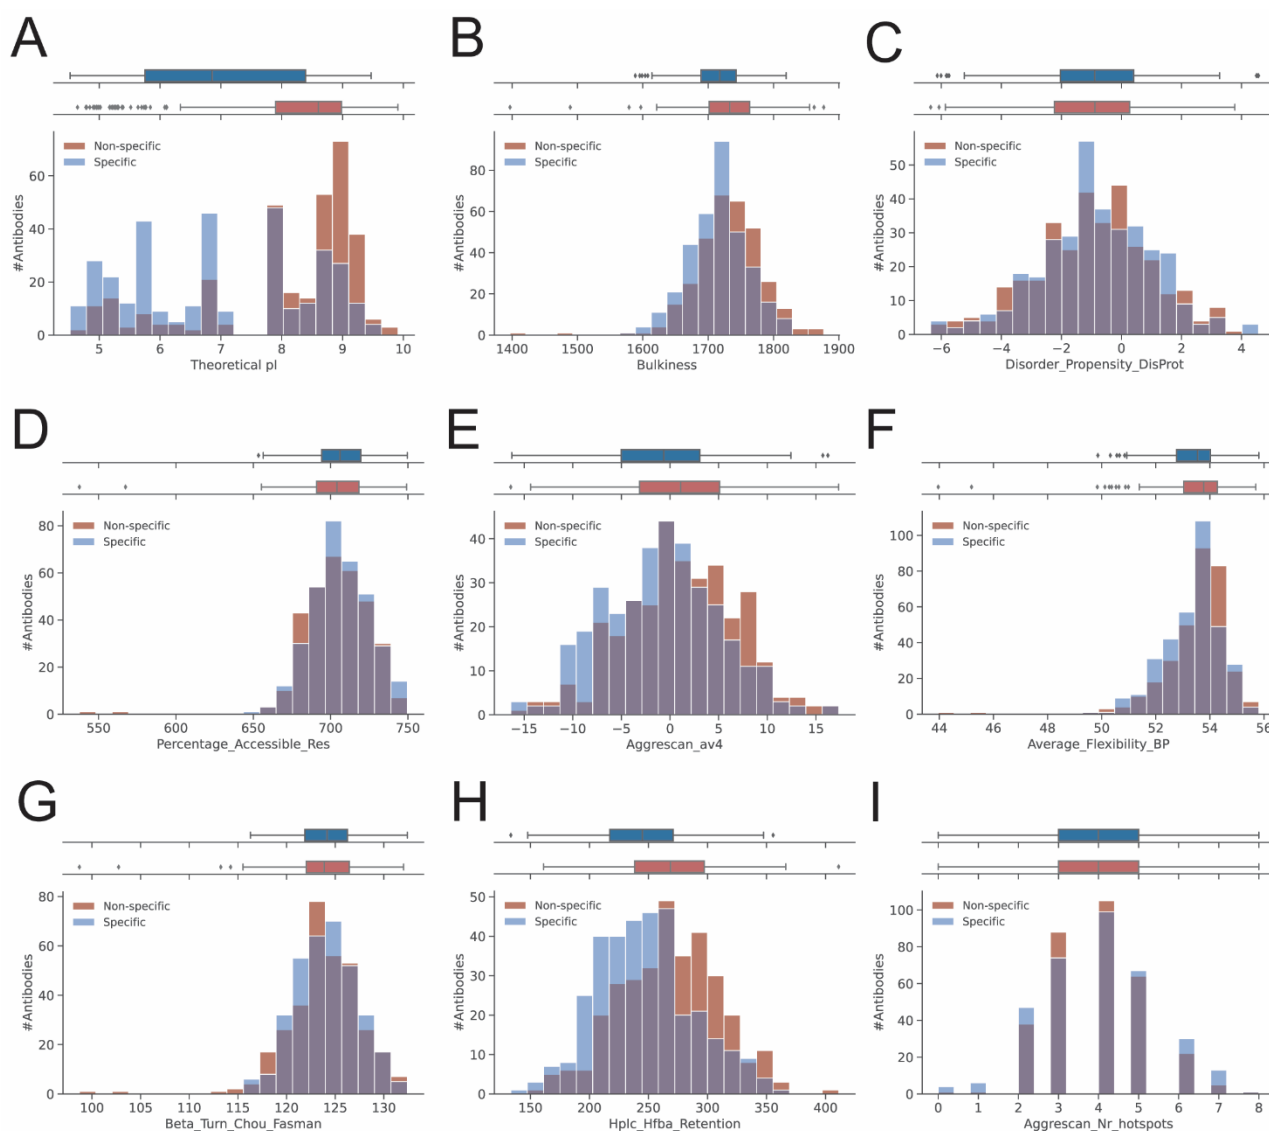 A
B
C
Non-specific
Specific
#Antibodies
60
40
20
0
5 6 7 8 9 10
Theoretical pI
Non-specific
Specific
#Antibodies
80
60
40
20
0
1400 1500 1600 1700 1800 1900
Bulkiness
Non-specific
Specific
#Antibodies
50
40
30
20
10
0
−6 −4 −2 0 2 4
Disorder_Propensity_DisProt
D
E
F
Non-specific
Specific
#Antibodies
80
60
40
20
0
550 600 650 700 750
Percentage_Accessible_Res
Non-specific
Specific
#Antibodies
40
30
20
10
0
−15 −10 −5 0 5 10 15
Aggrescan_av4
Non-specific
Specific
#Antibodies
100
80
60
40
20
0
44 46 48 50 52 54 56
Average_Flexibility_BP
G
H
I
Non-specific
Specific
#Antibodies
80
60
40
20
0
100 105 110 115 120 125 130
Beta_Turn_Chou_Fasman
Non-specific
Specific
#Antibodies
50
40
30
20
10
0
150 200 250 300 350 400
Hplc_Hfba_Retention
Non-specific
Specific
#Antibodies
100
80
60
40
20
0
0 1 2 3 4 5 6 7 8
Aggrescan_Nr_hotspots